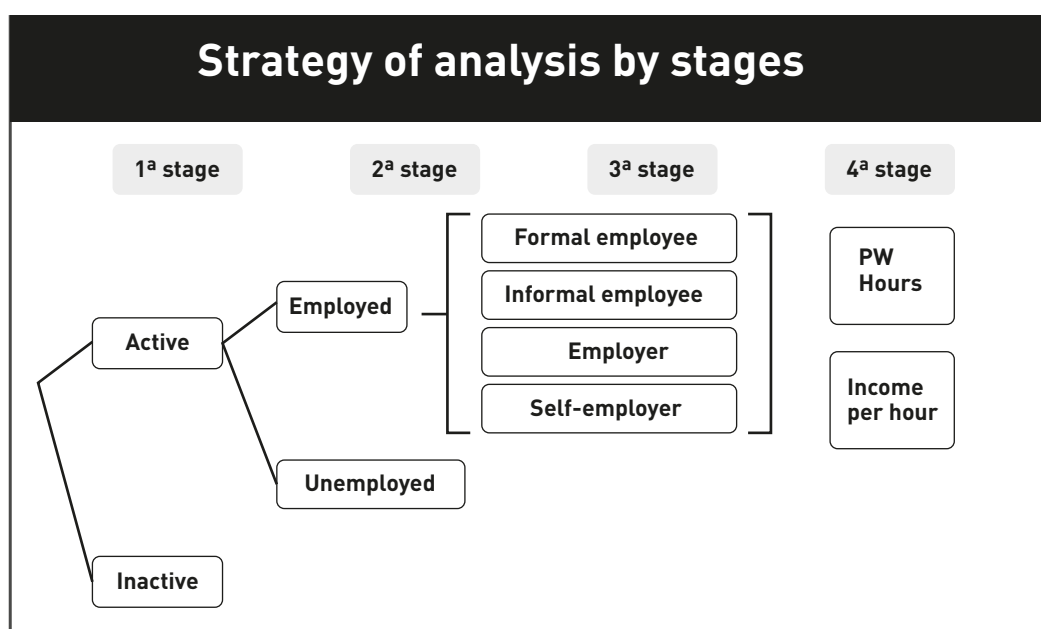 Strategy of analysis by stages
1ª stage
2ª stage
3ª stage
4ª stage
Active
Inactive
Employed
Unemployed
Formal employee
Informal employee
Employer
Self-employer
PW
Hours
Income
per hour